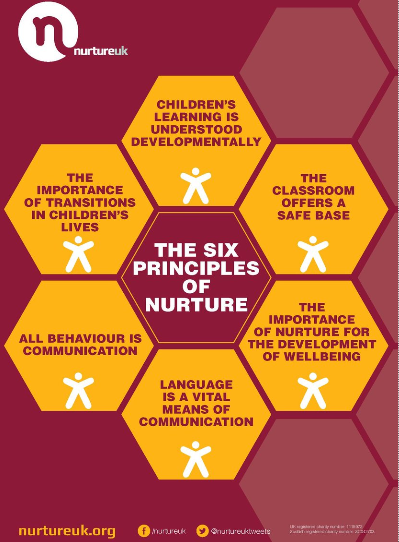 n
nurtureuk
CHILDREN'S
LEARNING IS
UNDERSTOOD
DEVELOPMENTALLY
THE
CLASSROOM
OFFERS A
SAFE BASE
THE
IMPORTANCE
OF NURTURE FOR
THE DEVELOPMENT
OF WELLBEING
LANGUAGE
IS A VITAL
MEANS OF
COMMUNICATION
ALL BEHAVIOUR IS
COMMUNICATION
THE
IMPORTANCE
OF TRANSITIONS
IN CHILDREN'S
LIVES
THE SIX
PRINCIPLES
OF
NURTURE
nurtureuk.org
f /nurtureuk
@nurtureuktweets